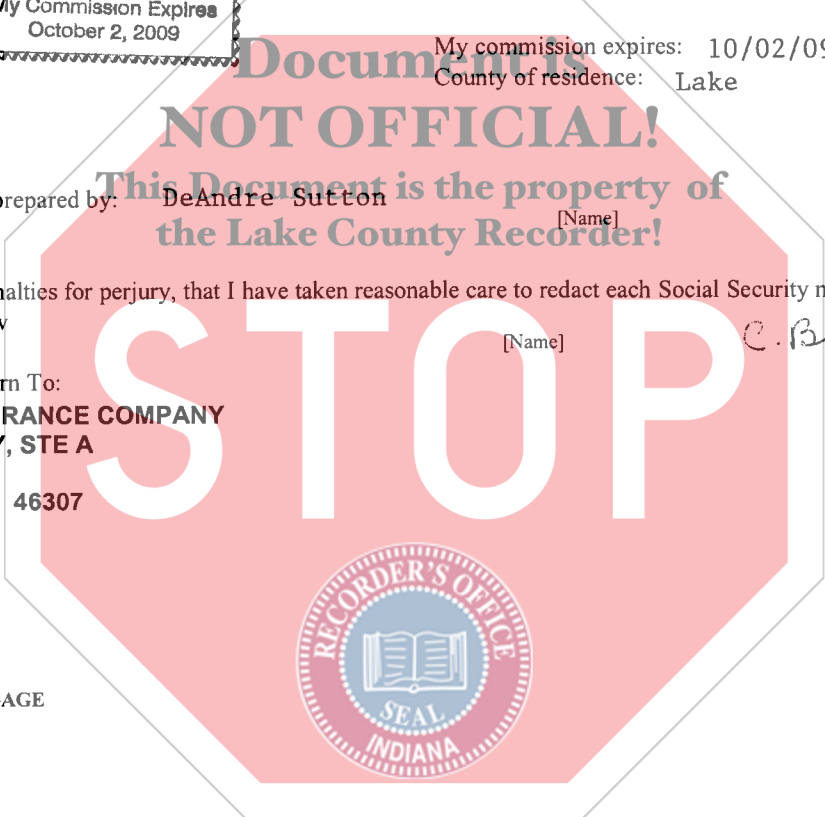 My Commission Expires
October 2, 2009
My commission expires: 10/02/09
County of residence: Lake
Document is
NOT OFFICIAL!
This Document is the property of
the Lake County Recorder!
prepared by: DeAndre Sutton
[Name]
nalties for perjury, that I have taken reasonable care to redact each Social Security n
[Name]
C. B
rn To:
RANCE COMPANY
, STE A
46307
STOP
RECORDER'S OFFICE
SEAL
INDIANA
AGE